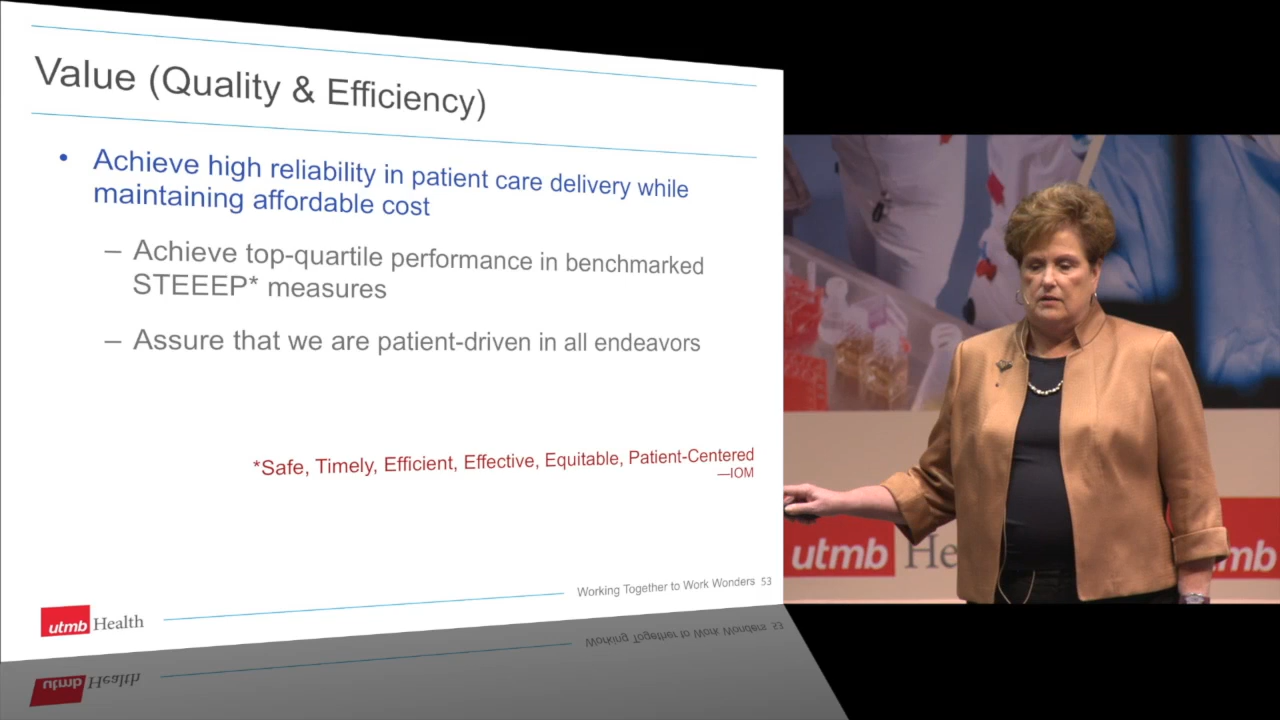 Value (Quality & Efficiency)
• Achieve high reliability in patient care delivery while
maintaining affordable cost
– Achieve top-quartile performance in benchmarked
STEEEP* measures
– Assure that we are patient-driven in all endeavors
*Safe, Timely, Efficient, Effective, Equitable, Patient-Centered
—IOM
Working Together to Work Wonders 53
utmb Health
utmb He
mb